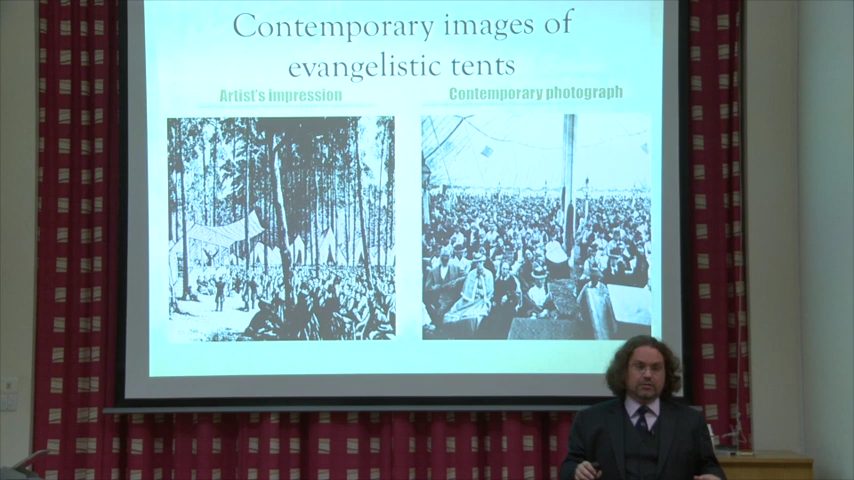 Contemporary images of
evangelistic tents
Artist's impression
Contemporary photograph